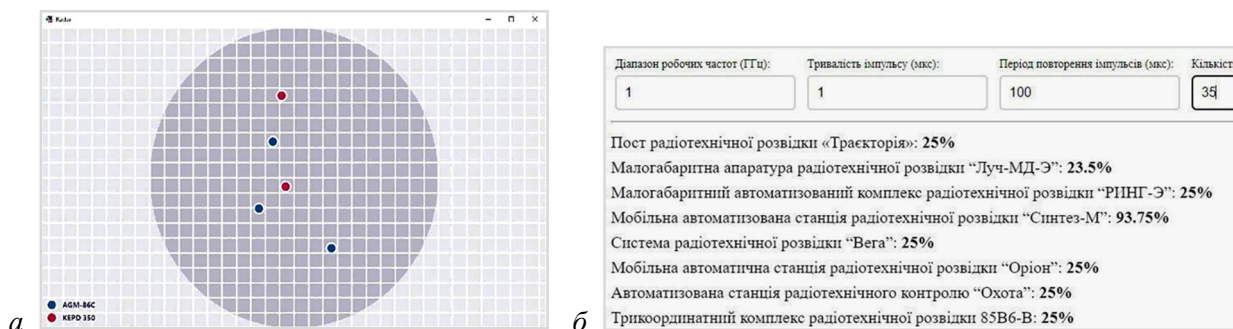 Radar
AGM-86C
KEPD 350
а
Діапазон робочих частот (ГГц): Тривалість імпульсу (мкс): Період повторення імпульсів (мкс): Кількіст
1 1 100 35
Пост радіотехнічної розвідки «Траєкторія»: 25%
Малогабаритна апаратура радіотехнічної розвідки “Луч-МД-Э”: 23.5%
Малогабаритний автоматизований комплекс радіотехнічної розвідки “РИНГ-Э”: 25%
Мобільна автоматизована станція радіотехнічної розвідки “Синтез-М”: 93.75%
Система радіотехнічної розвідки “Вега”: 25%
Мобільна автоматична станція радіотехнічної розвідки “Оріон”: 25%
Автоматизована станція радіотехнічного контролю “Охота”: 25%
Трикоординатний комплекс радіотехнічної розвідки 85В6-В: 25%
б